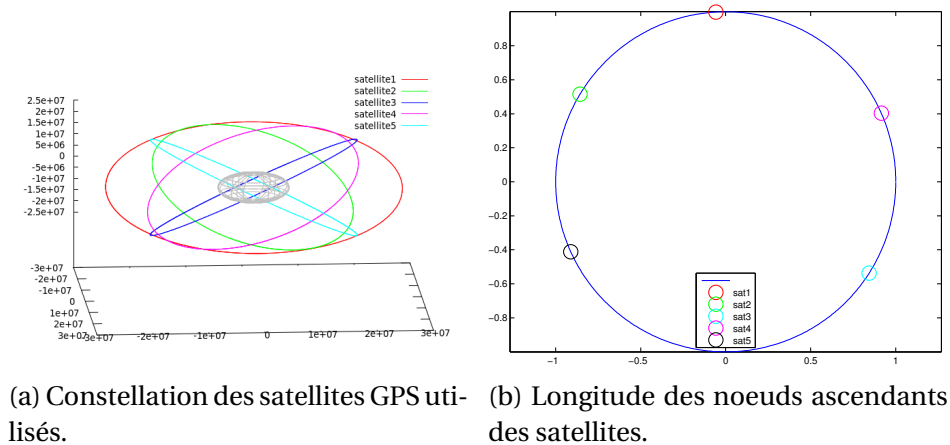 satellite1
satellite2
satellite3
satellite4
satellite5
2.5e+07
2e+07
1.5e+07
1e+07
5e+06
0
-5e+06
-1e+07
-1.5e+07
-2e+07
-2.5e+07
-3e+07
-2e+07
-1e+07
0
1e+07
2e+07
3e+07
-3e+07
-2e+07
-1e+07
0
1e+07
2e+07
3e+07
0.8
0.6
0.4
0.2
0
-0.2
-0.4
-0.6
-0.8
-1
-0.5
0
0.5
1
sat1
sat2
sat3
sat4
sat5
(a) Constellation des satellites GPS uti-
lisés.
(b) Longitude des noeuds ascendants
des satellites.